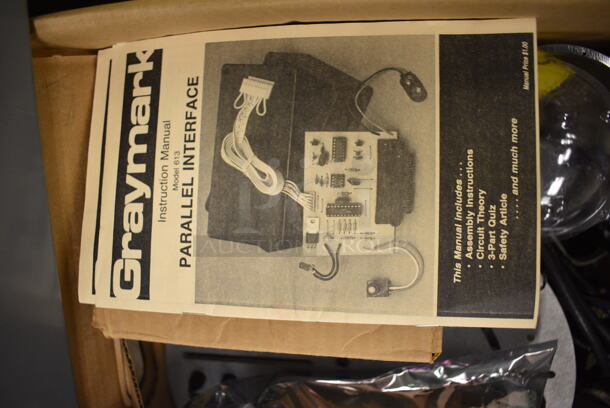 Graymark
Instruction Manual
Model 613
PARALLEL INTERFACE
Manual Price $1.00
This Manual includes . . .
• Assembly Instructions
• Circuit Theory
• 3-Part Quiz
• Safety Article
. . . . and much more